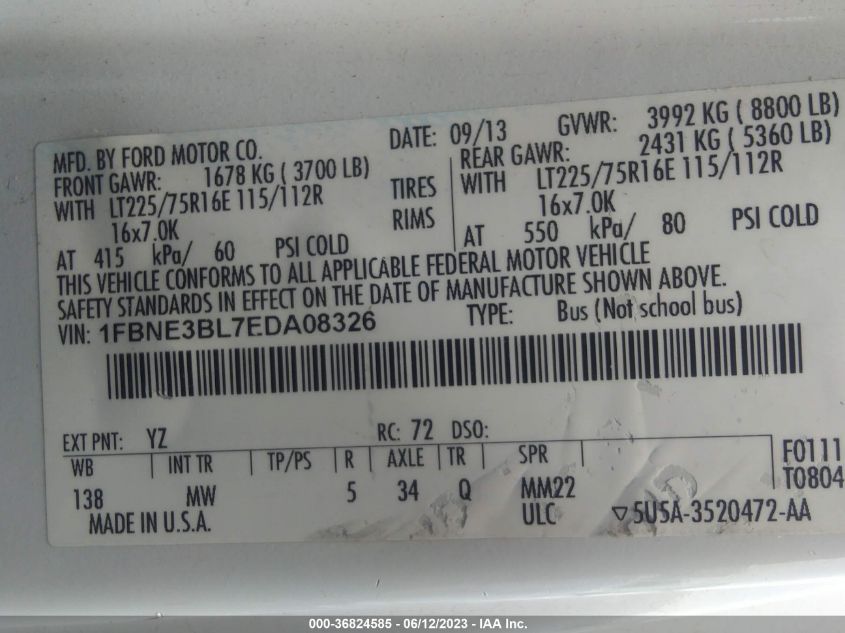 MFD. BY FORD MOTOR CO.
DATE: 09/13
GVWR: 3992 KG ( 8800 LB)
FRONT GAWR: 1678 KG ( 3700 LB)
REAR GAWR: 2431 KG ( 5360 LB)
WITH LT225/75R16E 115/112R
TIRES
WITH LT225/75R16E 115/112R
16x7.0K
RIMS
16x7.0K
AT 415 kPa/ 60 PSI COLD
AT 550 kPa/ 80 PSI COLD
THIS VEHICLE CONFORMS TO ALL APPLICABLE FEDERAL MOTOR VEHICLE
SAFETY STANDARDS IN EFFECT ON THE DATE OF MANUFACTURE SHOWN ABOVE.
VIN: 1FBNE3BL7EDA08326
TYPE: Bus (Not school bus)
EXT PNT: YZ
RC: 72 DSO:
WB | INT TR | TP/PS | R | AXLE | TR | SPR
F0111
T0804
138 MW 5 34 Q MM22
MADE IN U.S.A.
ULC
▽5U5A-3520472-AA
000-36824585 - 06/12/2023 - IAA Inc.